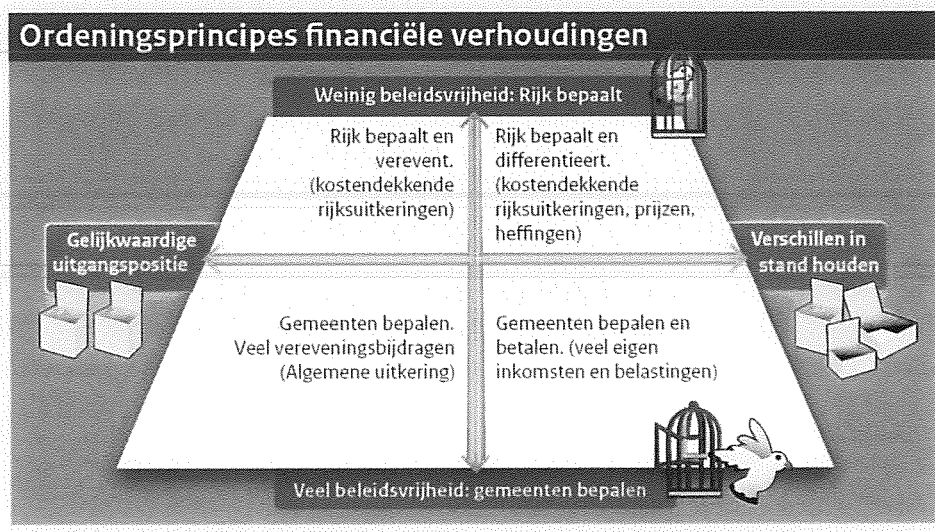 Ordeningsprincipes financiële verhoudingen
Weinig beleidsvrijheid: Rijk bepaalt
Rijk bepaalt en
verevent.
(kostendekkende
rijksuitkeringen)
Rijk bepaalt en
differentieert.
(kostendekkende
rijksuitkeringen, prijzen,
heffingen)
Gelijkwaardige
uitgangspositie
Verschillen in
stand houden
Gemeenten bepalen.
Veel vereveningsbijdragen
(Algemene uitkering)
Gemeenten bepalen en
betalen. (veel eigen
inkomsten en belastingen)
Veel beleidsvrijheid: gemeenten bepalen